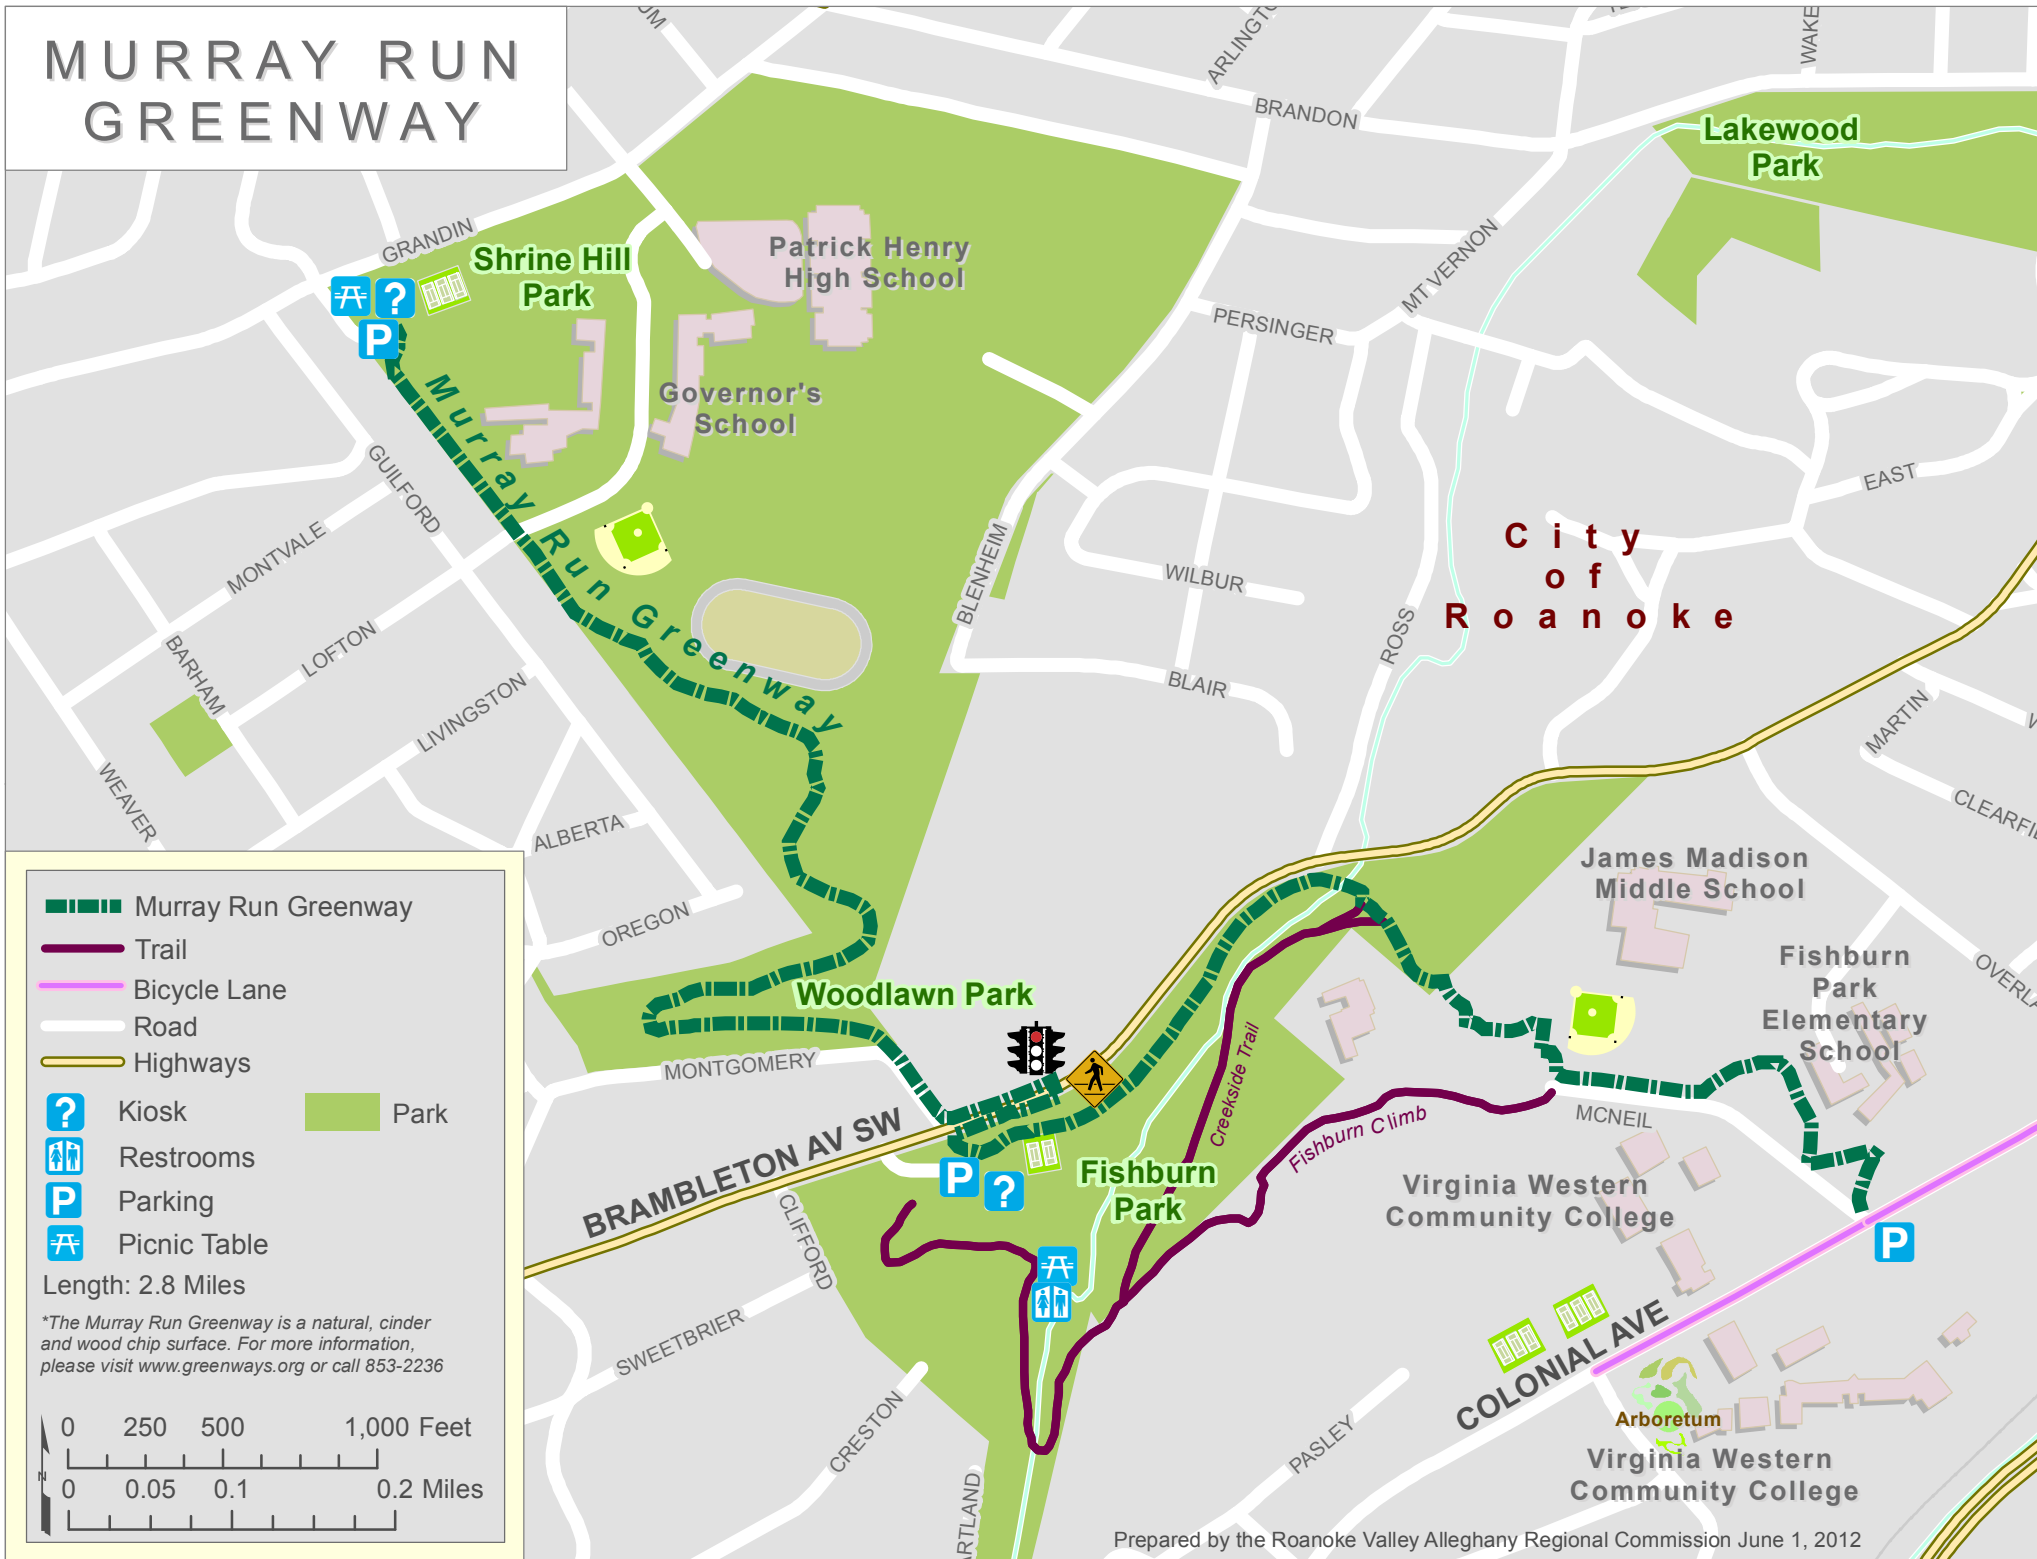 MURRAY RUN
GREENWAY
ARLINGTO
WAKE
BRANDON
Lakewood
Park
GRANDIN
Shrine Hill
Park
Patrick Henry
High School
MT VERNON
PERSINGER
?
P
Governor's
School
Murray Run Greenway
GUILFORD
EAST
MONTVALE
City
of
Roanoke
BLENHEIM
WILBUR
ROSS
BARHAM
LOFTON
LIVINGSTON
BLAIR
MARTIN
WEAVER
ALBERTA
CLEARFI
OREGON
James Madison
Middle School
Fishburn
Park
Elementary
School
OVERLA
Woodlawn Park
MONTGOMERY
Creekside Trail
Fishburn Climb
MCNEIL
BRAMBLETON AV SW
P
?
Fishburn
Park
Virginia Western
Community College
CLIFFORD
P
SWEETBRIER
COLONIAL AVE
CRESTON
PASLEY
Arboretum
Virginia Western
Community College
ARTLAND
Murray Run Greenway
Trail
Bicycle Lane
Road
Highways
? Kiosk
Park
Restrooms
P Parking
Picnic Table
Length: 2.8 Miles
*The Murray Run Greenway is a natural, cinder
and wood chip surface. For more information,
please visit www.greenways.org or call 853-2236
0 250 500 1,000 Feet
N
0 0.05 0.1 0.2 Miles
Prepared by the Roanoke Valley Alleghany Regional Commission June 1, 2012